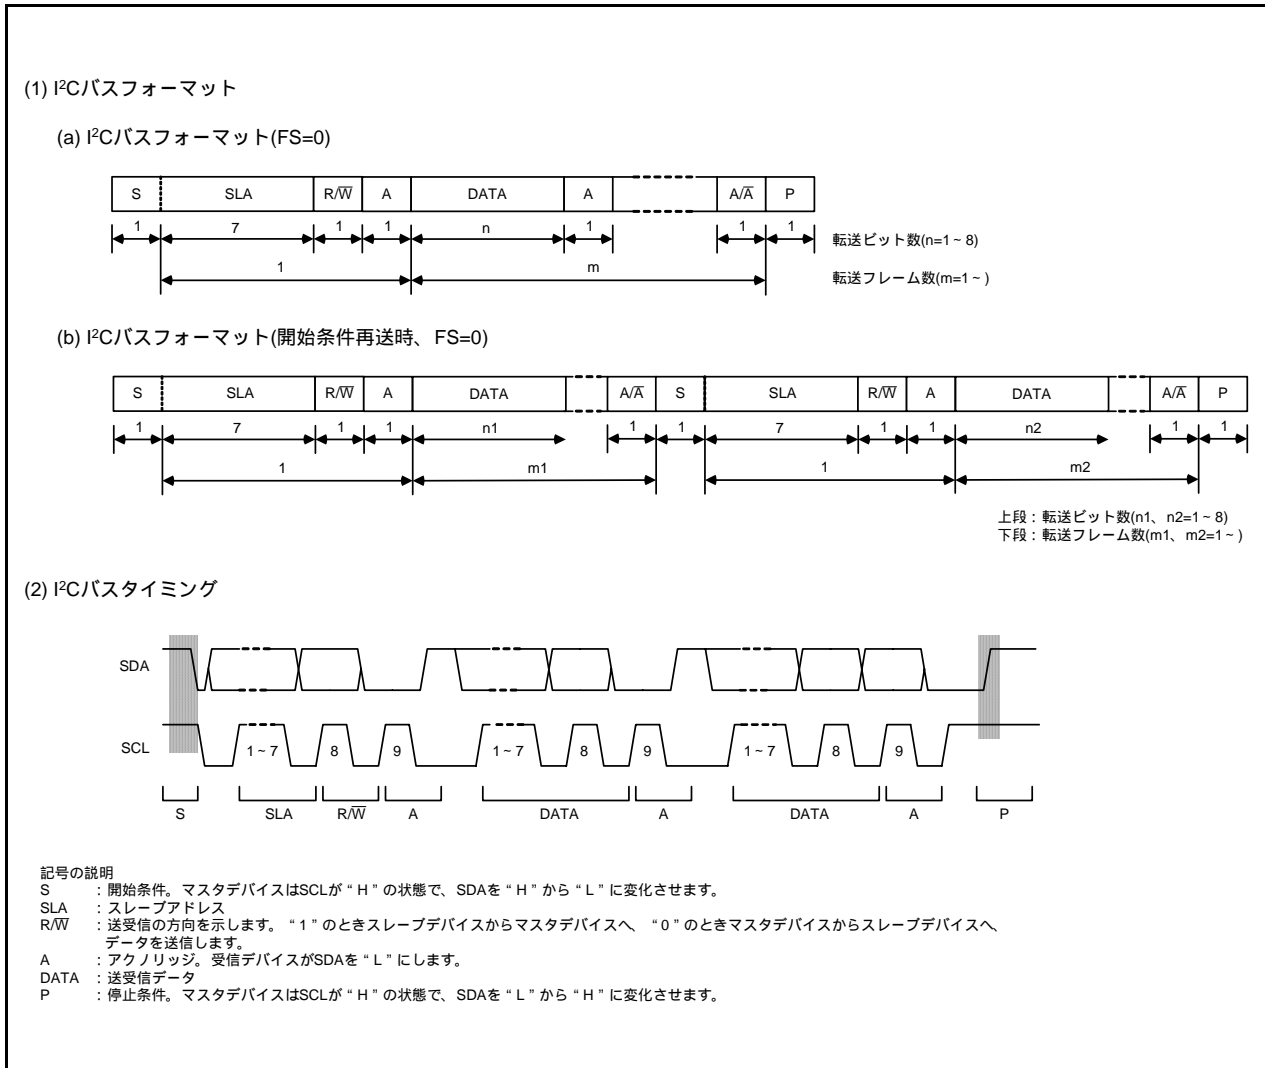 (1) I²Cバスフォーマット
(a) I²Cバスフォーマット(FS=0)
S SLA R/W̅ A DATA A A/A̅ P
1 7 1 1 n 1 1 1 転送ビット数(n=1~8)
1 m 転送フレーム数(m=1~ )
(b) I²Cバスフォーマット(開始条件再送時、FS=0)
S SLA R/W̅ A DATA A/A̅ S SLA R/W̅ A DATA A/A̅ P
1 7 1 1 n1 1 1 7 1 1 n2 1 1
1 m1 1 m2
上段:転送ビット数(n1、n2=1~8)
下段:転送フレーム数(m1、m2=1~ )
(2) I²Cバスタイミング
SDA
SCL 1~7 8 9 1~7 8 9 1~7 8 9
S SLA R/W̅ A DATA A DATA A P
記号の説明
S :開始条件。マスタデバイスはSCLが“H”の状態で、SDAを“H”から“L”に変化させます。
SLA :スレーブアドレス
R/W̅ :送受信の方向を示します。“1”のときスレーブデバイスからマスタデバイスへ、“0”のときマスタデバイスからスレーブデバイスへ、
データを送信します。
A :アクノリッジ。受信デバイスがSDAを“L”にします。
DATA :送受信データ
P :停止条件。マスタデバイスはSCLが“H”の状態で、SDAを“L”から“H”に変化させます。